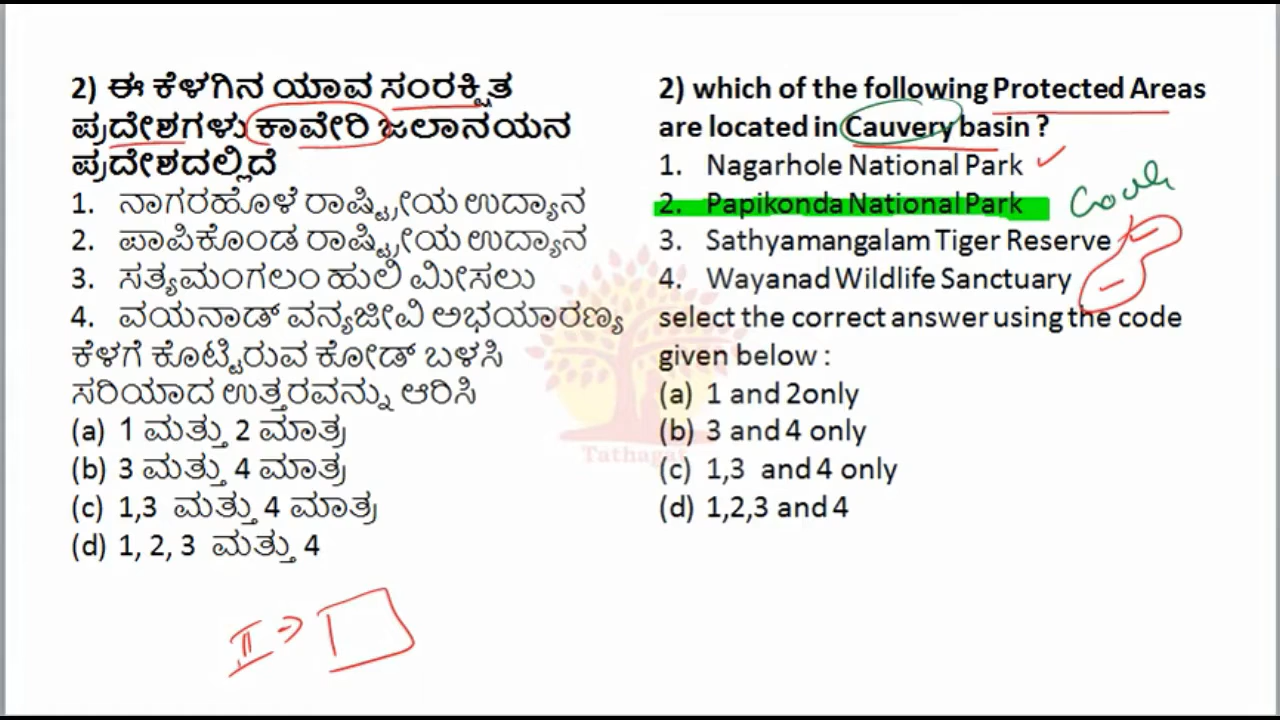 2) ಈ ಕೆಳಗಿನ ಯಾವ ಸಂರಕ್ಷಿತ
ಪ್ರದೇಶಗಳು ಕಾವೇರಿ ಜಲಾನಯನ
ಪ್ರದೇಶದಲ್ಲಿದೆ
1. ನಾಗರಹೊಳೆ ರಾಷ್ಟ್ರೀಯ ಉದ್ಯಾನ
2. ಪಾಪಿಕೊಂಡ ರಾಷ್ಟ್ರೀಯ ಉದ್ಯಾನ
3. ಸತ್ಯಮಂಗಲಂ ಹುಲಿ ಮೀಸಲು
4. ವಯನಾಡ್ ವನ್ಯಜೀವಿ ಅಭಯಾರಣ್ಯ
ಕೆಳಗೆ ಕೊಟ್ಟಿರುವ ಕೋಡ್ ಬಳಸಿ
ಸರಿಯಾದ ಉತ್ತರವನ್ನು ಆರಿಸಿ
(a) 1 ಮತ್ತು 2 ಮಾತ್ರ
(b) 3 ಮತ್ತು 4 ಮಾತ್ರ
(c) 1,3 ಮತ್ತು 4 ಮಾತ್ರ
(d) 1, 2, 3 ಮತ್ತು 4
II
2) which of the following Protected Areas
are located in Cauvery basin ?
1. Nagarhole National Park
2. Papikonda National Park
3. Sathyamangalam Tiger Reserve
4. Wayanad Wildlife Sanctuary
select the correct answer using the code
given below :
(a) 1 and 2only
(b) 3 and 4 only
(c) 1,3 and 4 only
(d) 1,2,3 and 4
Tathagat